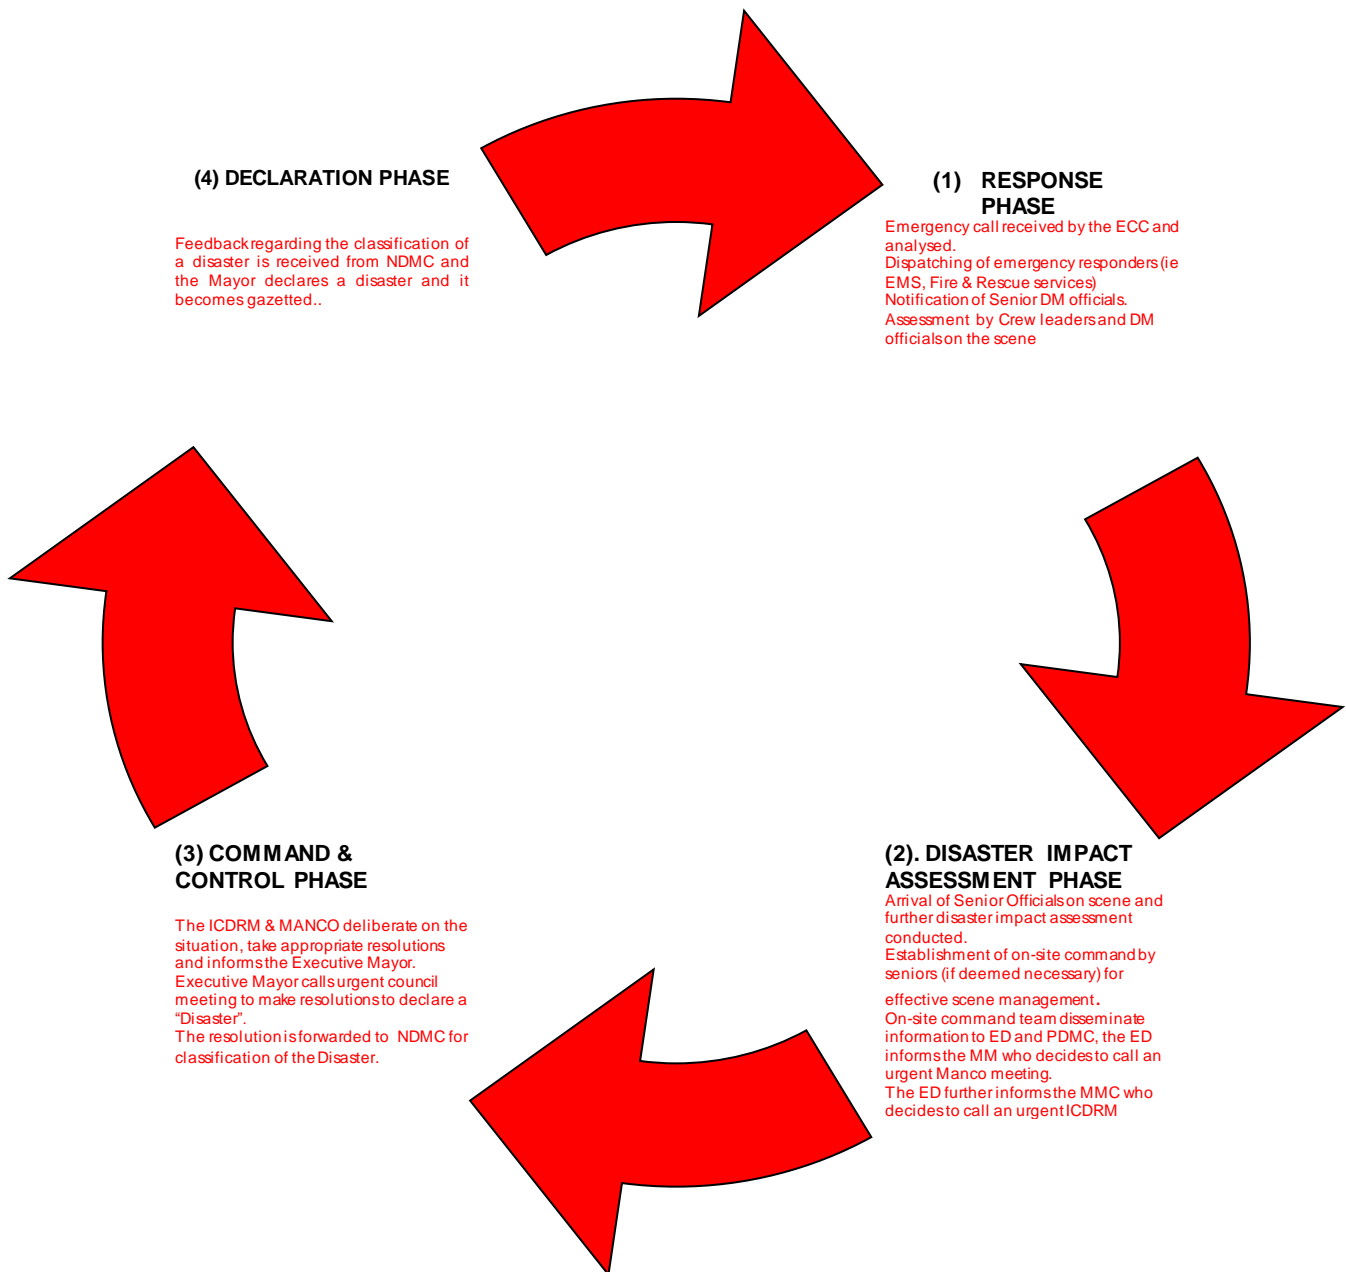 (4) DECLARATION PHASE
Feedback regarding the classification of
a disaster is received from NDMC and
the Mayor declares a disaster and it
becomes gazetted..
(1) RESPONSE
PHASE
Emergency call received by the ECC and
analysed.
Dispatching of emergency responders (ie
EMS, Fire & Rescue services)
Notification of Senior DM officials.
Assessment by Crew leaders and DM
officials on the scene
(3) COMMAND &
CONTROL PHASE
The ICDRM & MANCO deliberate on the
situation, take appropriate resolutions
and informs the Executive Mayor.
Executive Mayor calls urgent council
meeting to make resolutions to declare a
“Disaster”.
The resolution is forwarded to NDMC for
classification of the Disaster.
(2). DISASTER IMPACT
ASSESSMENT PHASE
Arrival of Senior Officials on scene and
further disaster impact assessment
conducted.
Establishment of on-site command by
seniors (if deemed necessary) for
effective scene management.
On-site command team disseminate
information to ED and PDMC, the ED
informs the MM who decides to call an
urgent Manco meeting.
The ED further informs the MMC who
decides to call an urgent ICDRM